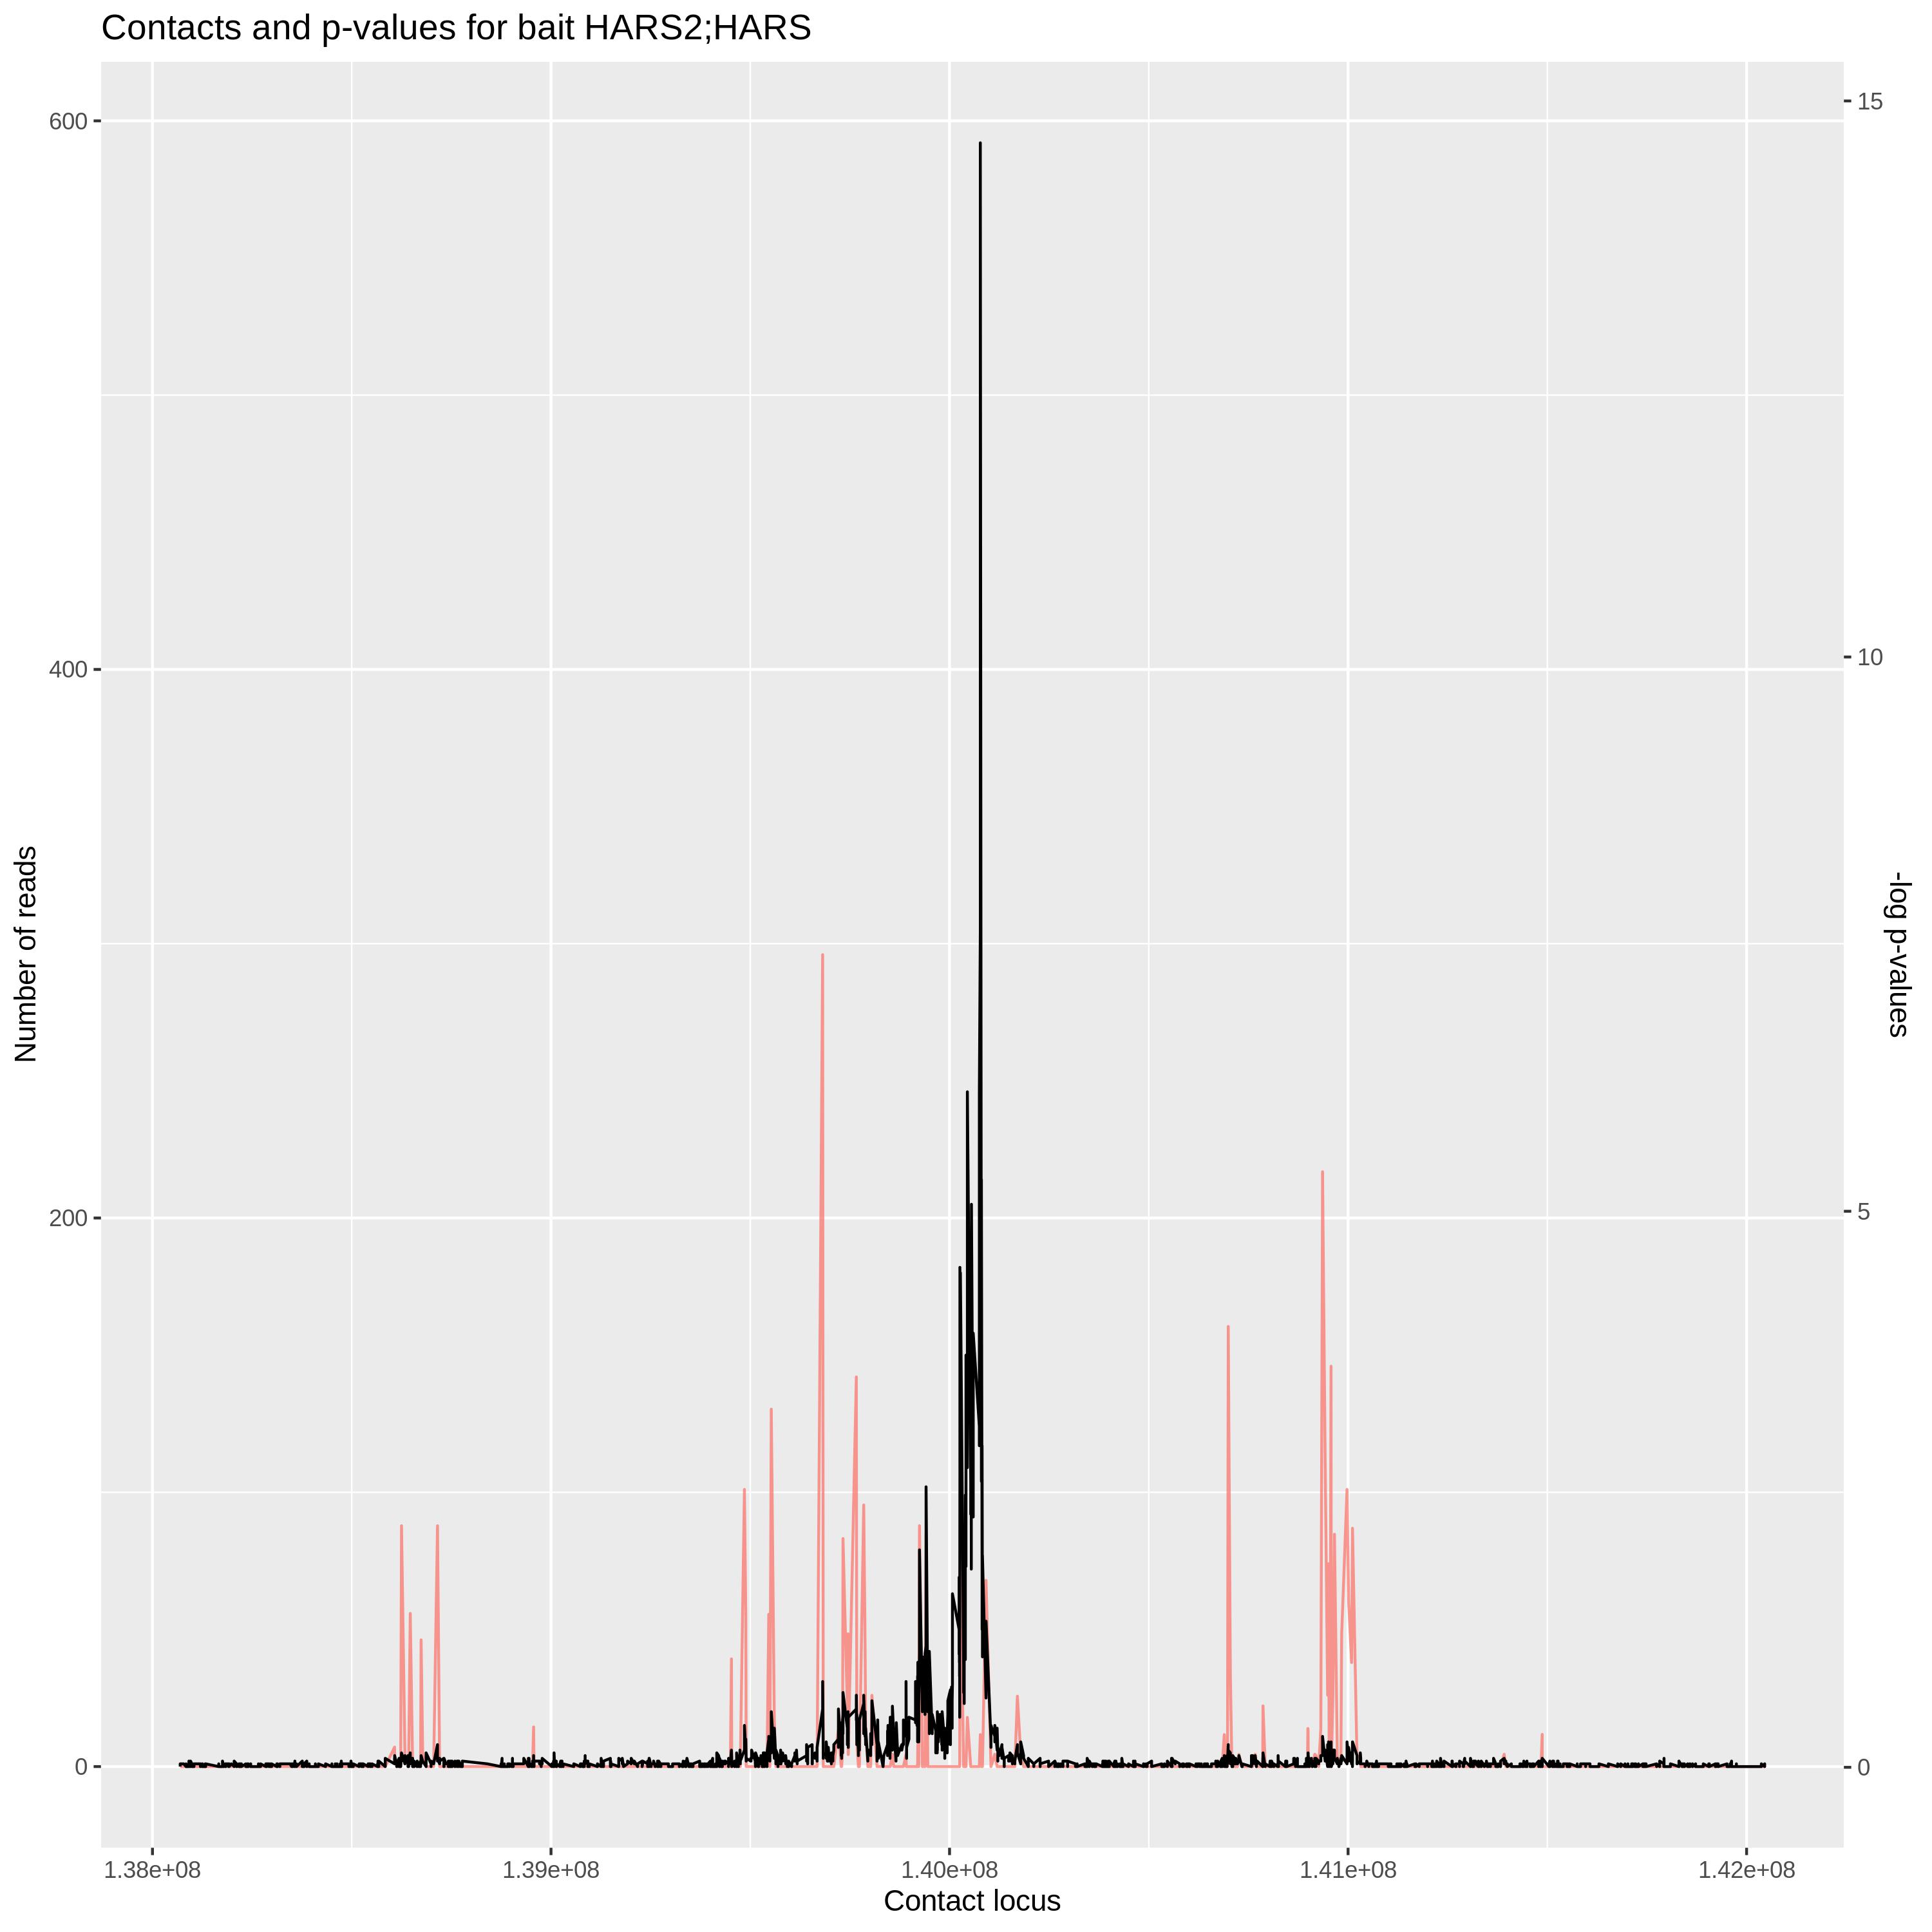 Contacts and p-values for bait HARS2;HARS
600
400
200
0
Number of reads
15
10
5
0
-log p-values
1.38e+08
1.39e+08
1.40e+08
1.41e+08
1.42e+08
Contact locus